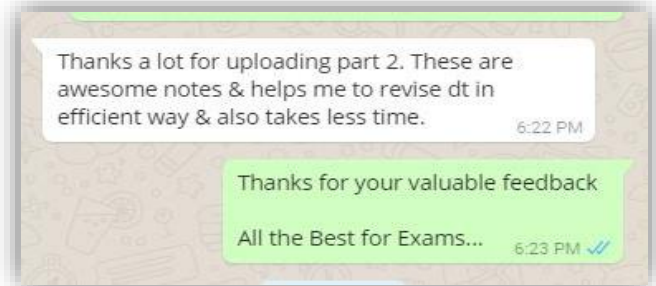 Thanks a lot for uploading part 2. These are
awesome notes & helps me to revise dt in
efficient way & also takes less time.
6:22 PM
Thanks for your valuable feedback
All the Best for Exams...
6:23 PM